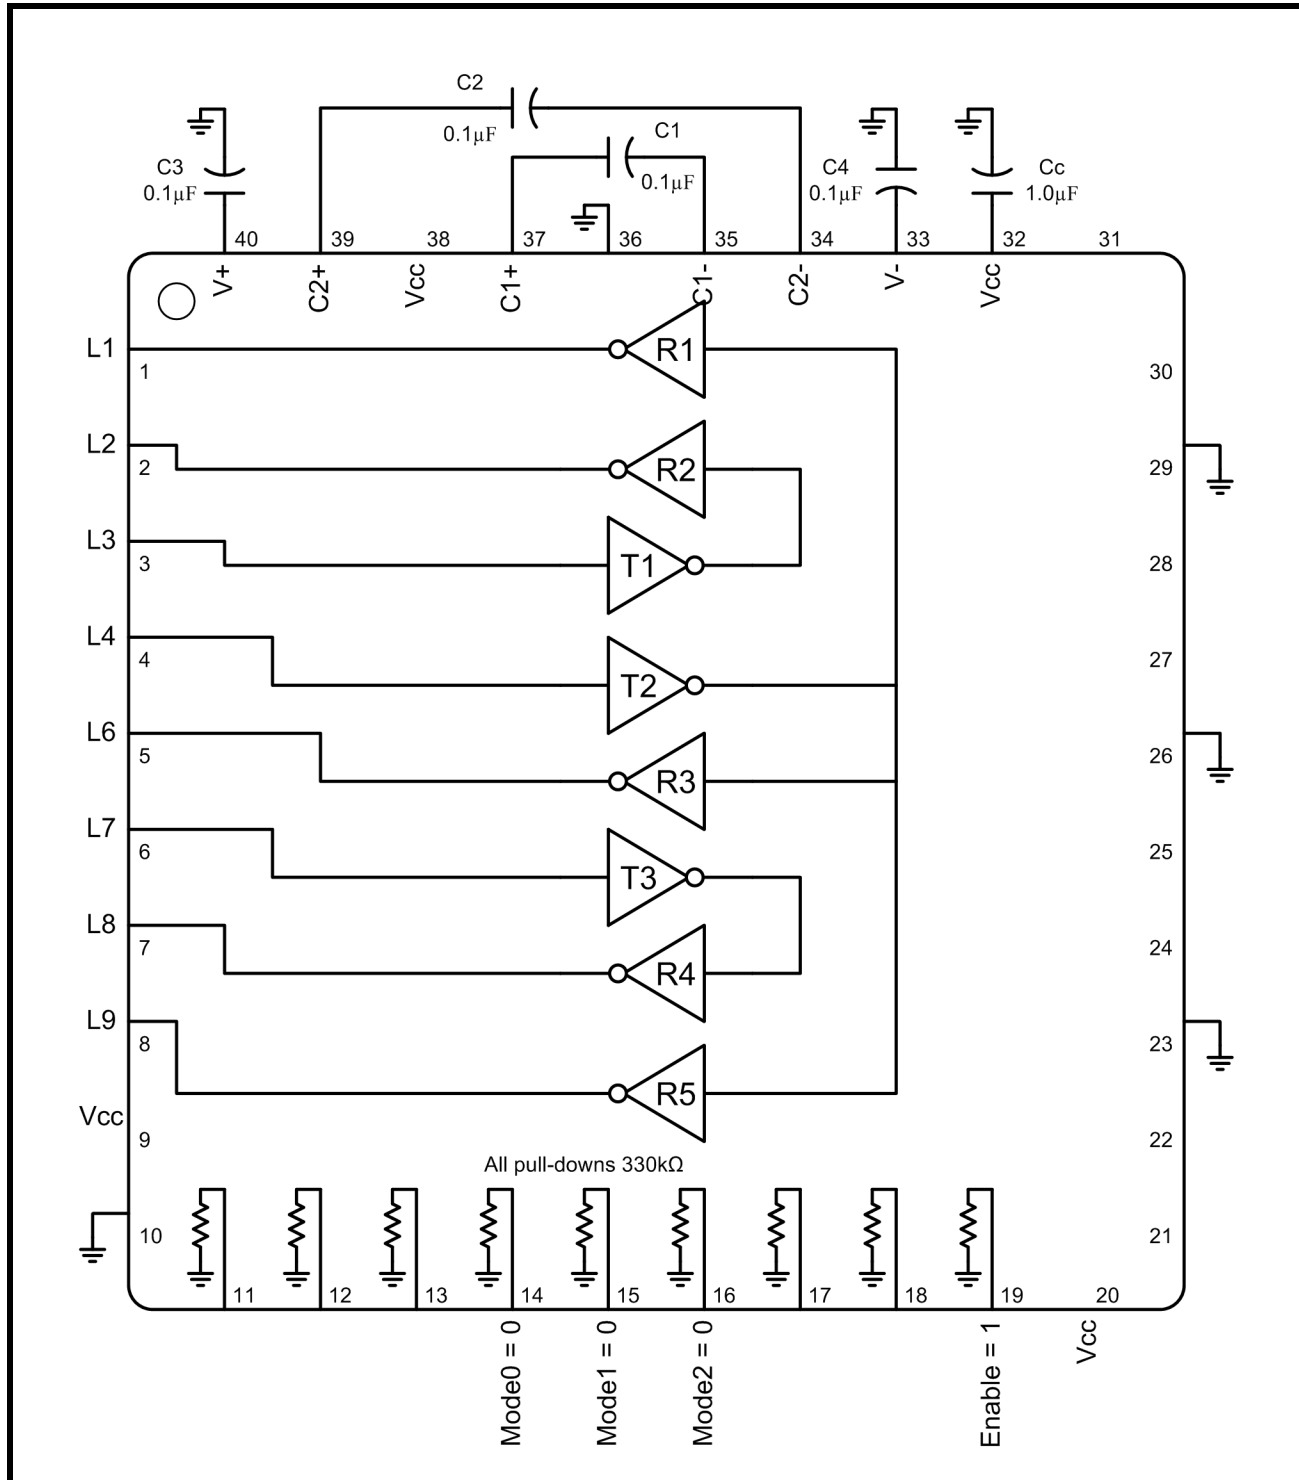 C2
0.1µF
C1
0.1µF
C3
0.1µF
C4
0.1µF
Cc
1.0µF
40
39
38
37
36
35
34
33
32
31
V+
C2+
Vcc
C1+
C1-
C2-
V-
Vcc
L1
1
R1
30
L2
2
R2
29
L3
3
T1
28
L4
4
T2
27
L6
5
R3
26
L7
6
T3
25
L8
7
R4
24
L9
8
R5
23
Vcc
9
22
All pull-downs 330kΩ
10
21
11
12
13
14
15
16
17
18
19
20
Mode0 = 0
Mode1 = 0
Mode2 = 0
Enable = 1
Vcc